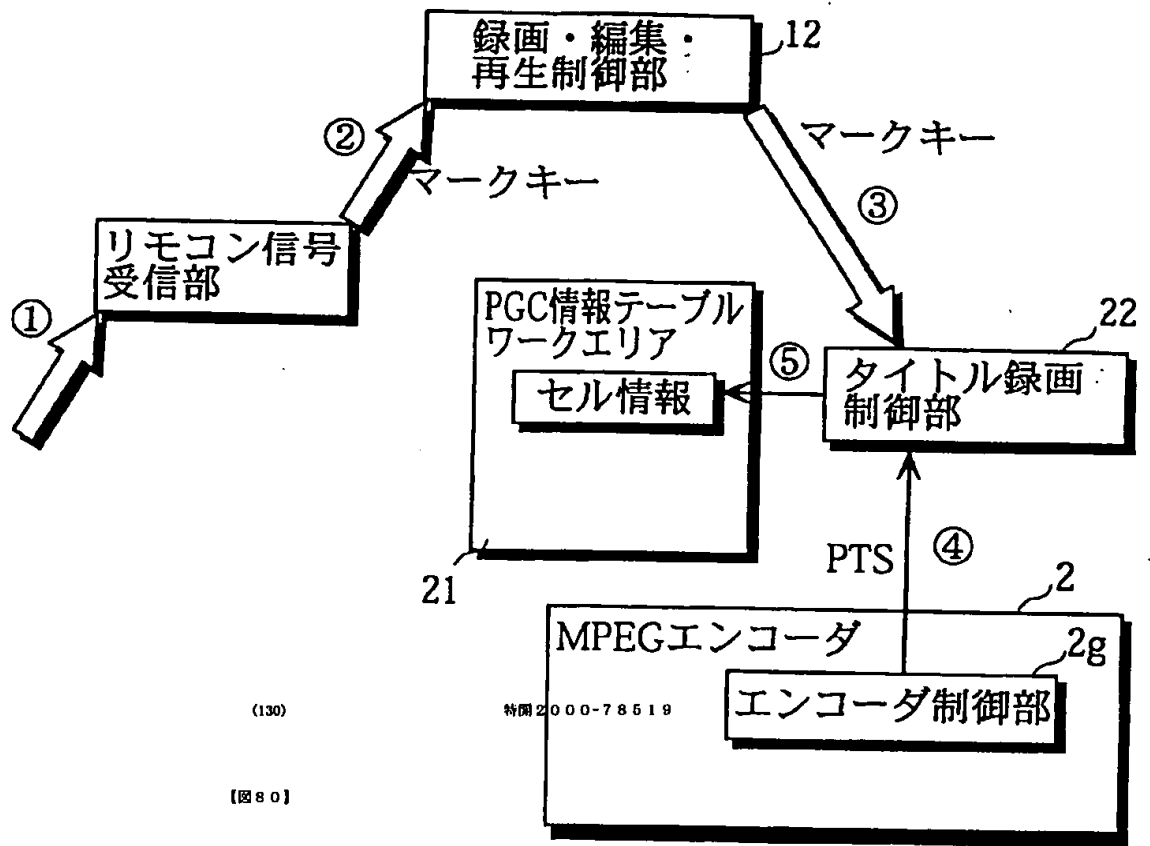 録画・編集・
再生制御部
12
②
マークキー
マークキー
③
リモコン信号
受信部
①
PGC情報テーブル
ワークエリア
セル情報
21
⑤
22
タイトル録画
制御部
PTS
④
2
MPEGエンコーダ
2g
エンコーダ制御部
(130)
特開2000-78519
【図80】